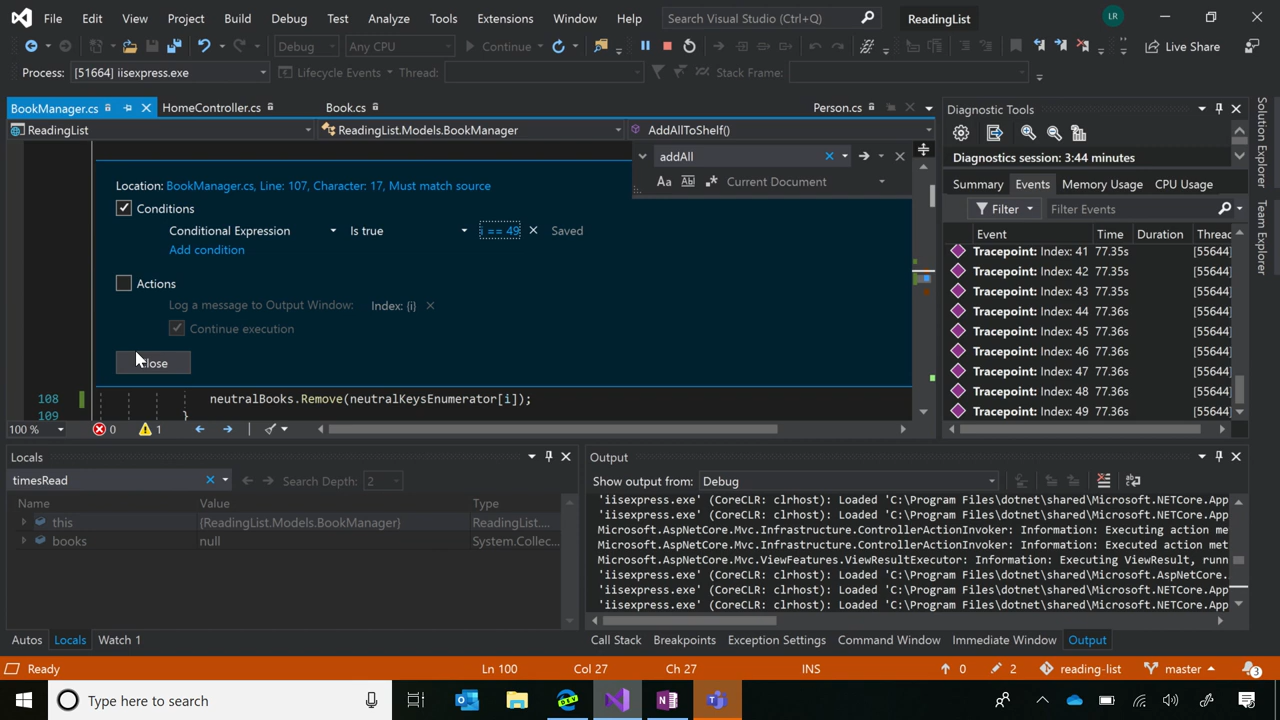 File Edit View Project Build Debug Test Analyze Tools Extensions Window Help Search Visual Studio (Ctrl+Q) ReadingList LR
Debug Any CPU Continue Live Share
Process: [51664] iisexpress.exe Lifecycle Events Thread: Stack Frame:
BookManager.cs HomeController.cs Book.cs Person.cs
ReadingList ReadingList.Models.BookManager AddAllToShelf()
addAll
Aa Ab Current Document
Location: BookManager.cs, Line: 107, Character: 17, Must match source
Conditions
Conditional Expression Is true i == 49 Saved
Add condition
Actions
Log a message to Output Window: Index: {i}
Continue execution
Close
108 neutralBooks.Remove(neutralKeysEnumerator[i]);
109 }
100 % 0 1
Diagnostic Tools
Diagnostics session: 3:44 minutes
Summary Events Memory Usage CPU Usage
Filter Filter Events
Event Time Duration Thread
Tracepoint: Index: 41 77.35s [55644]
Tracepoint: Index: 42 77.35s [55644]
Tracepoint: Index: 43 77.35s [55644]
Tracepoint: Index: 44 77.35s [55644]
Tracepoint: Index: 45 77.35s [55644]
Tracepoint: Index: 46 77.36s [55644]
Tracepoint: Index: 47 77.36s [55644]
Tracepoint: Index: 48 77.36s [55644]
Tracepoint: Index: 49 77.36s [55644]
Solution Explorer
Team Explorer
Locals
timesRead Search Depth: 2
Name Value Type
this {ReadingList.Models.BookManager} ReadingList....
books null System.Collec...
Autos Locals Watch 1
Output
Show output from: Debug
'iisexpress.exe' (CoreCLR: clrhost): Loaded 'C:\Program Files\dotnet\shared\Microsoft.NETCore.App
'iisexpress.exe' (CoreCLR: clrhost): Loaded 'C:\Program Files\dotnet\shared\Microsoft.NETCore.App
Microsoft.AspNetCore.Mvc.Infrastructure.ControllerActionInvoker: Information: Executing action met
Microsoft.AspNetCore.Mvc.Infrastructure.ControllerActionInvoker: Information: Executed action met
Microsoft.AspNetCore.Mvc.ViewFeatures.ViewResultExecutor: Information: Executing ViewResult, runn
'iisexpress.exe' (CoreCLR: clrhost): Loaded 'C:\Program Files\dotnet\shared\Microsoft.AspNetCore.
'iisexpress.exe' (CoreCLR: clrhost): Loaded 'C:\Program Files\dotnet\shared\Microsoft.NETCore.App
'iisexpress.exe' (CoreCLR: clrhost): Loaded 'C:\Program Files\dotnet\shared\Microsoft.NETCore.App
Call Stack Breakpoints Exception Settings Command Window Immediate Window Output
Ready Ln 100 Col 27 Ch 27 INS 0 2 reading-list master 3
Type here to search